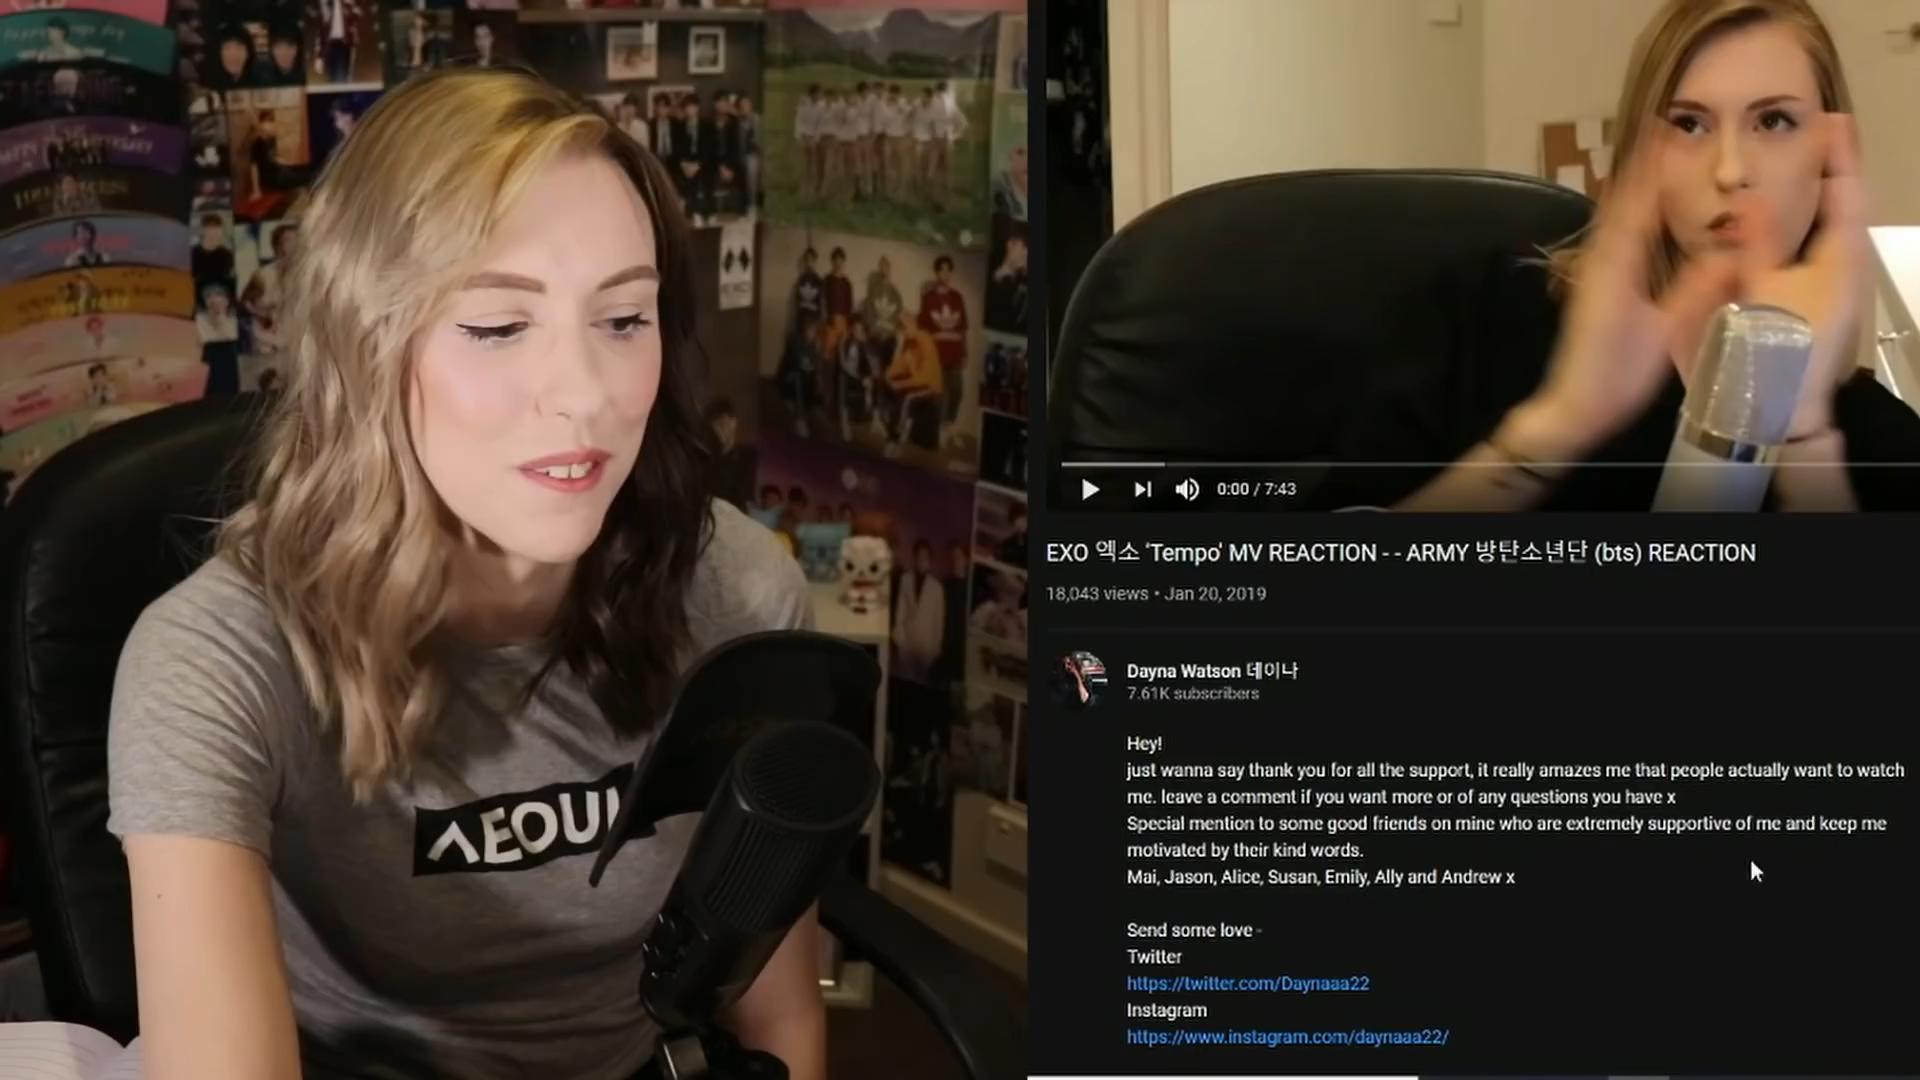 0:00 / 7:43
EXO 엑소 'Tempo' MV REACTION - - ARMY 방탄소년단 (bts) REACTION
18,043 views • Jan 20, 2019
Dayna Watson 데이나
7.61K subscribers
Hey!
just wanna say thank you for all the support, it really amazes me that people actually want to watch
me. leave a comment if you want more or of any questions you have x
Special mention to some good friends on mine who are extremely supportive of me and keep me
motivated by their kind words.
Mai, Jason, Alice, Susan, Emily, Ally and Andrew x
Send some love -
Twitter
https://twitter.com/Daynaaa22
Instagram
https://www.instagram.com/daynaaa22/
EXO